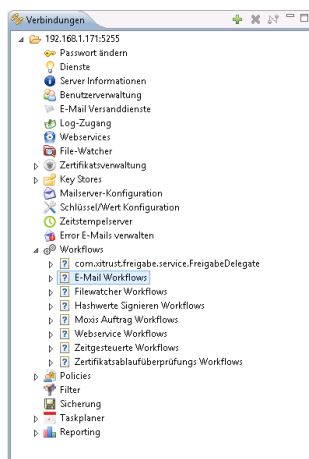 Verbindungen
192.168.1.171:5255
Passwort ändern
Dienste
Server Informationen
Benutzerverwaltung
E-Mail Versanddienste
Log-Zugang
Webservices
File-Watcher
Zertifikatsverwaltung
Key Stores
Mailserver-Konfiguration
Schlüssel/Wert Konfiguration
Zeitstempelserver
Error E-Mails verwalten
Workflows
com.xitrust.freigabe.service.FreigabeDelegate
E-Mail Workflows
Filewatcher Workflows
Hashwerte Signieren Workflows
Moxis Auftrag Workflows
Webservice Workflows
Zeitgesteuerte Workflows
Zertifikatsablaufüberprüfungs Workflows
Policies
Filter
Sicherung
Taskplaner
Reporting